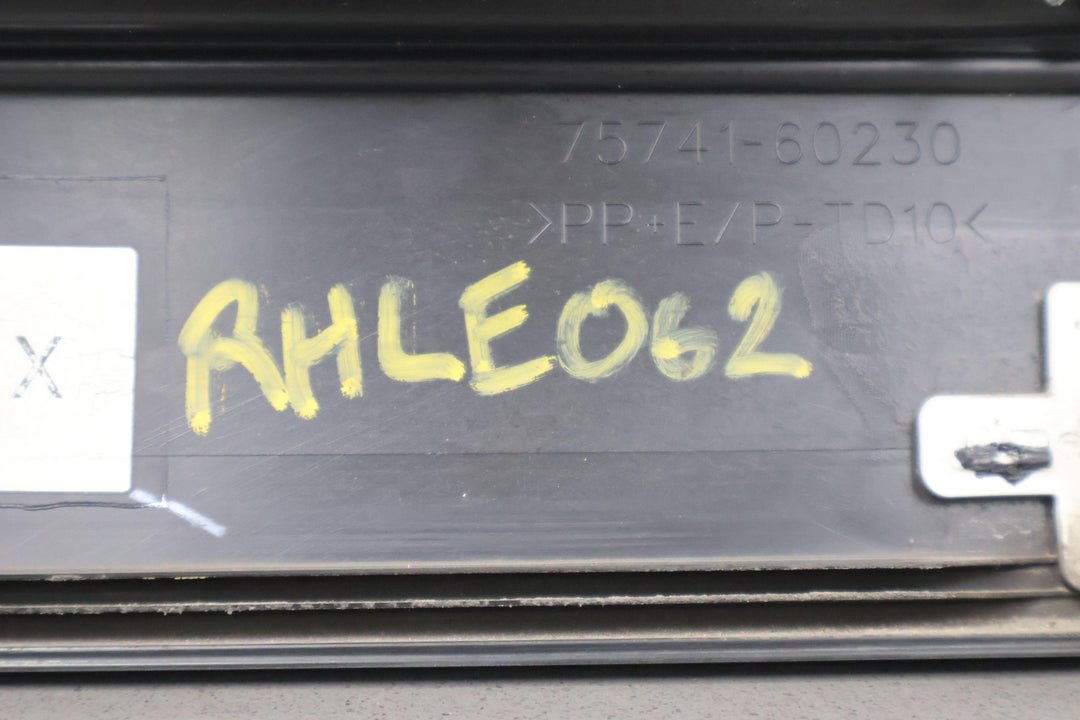 75741-60230
>PP+E/P-TD10<
X
RHLE062